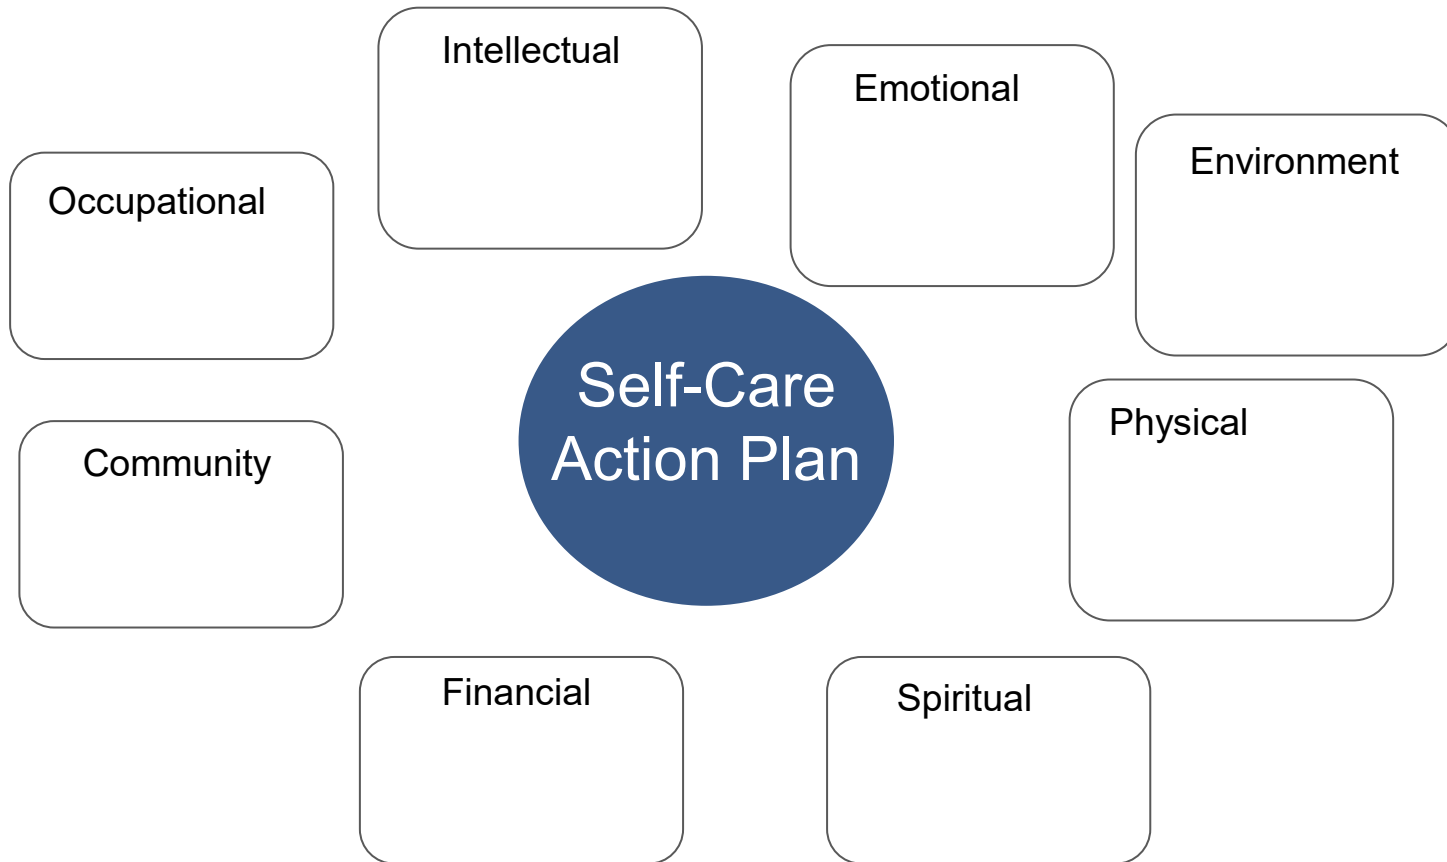 Intellectual
Emotional
Environment
Occupational
Self-Care
Action Plan
Physical
Community
Financial
Spiritual